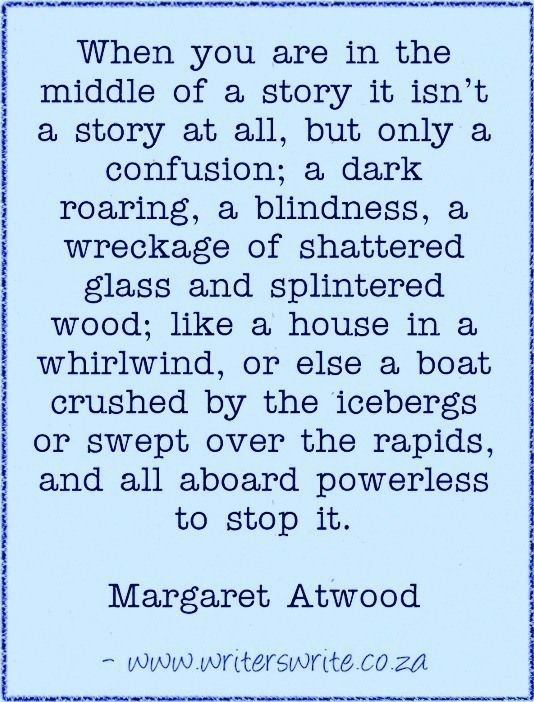 When you are in the
middle of a story it isn't
a story at all, but only a
confusion; a dark
roaring, a blindness, a
wreckage of shattered
glass and splintered
wood; like a house in a
whirlwind, or else a boat
crushed by the icebergs
or swept over the rapids,
and all aboard powerless
to stop it.
Margaret Atwood
- www.writerswrite.co.za